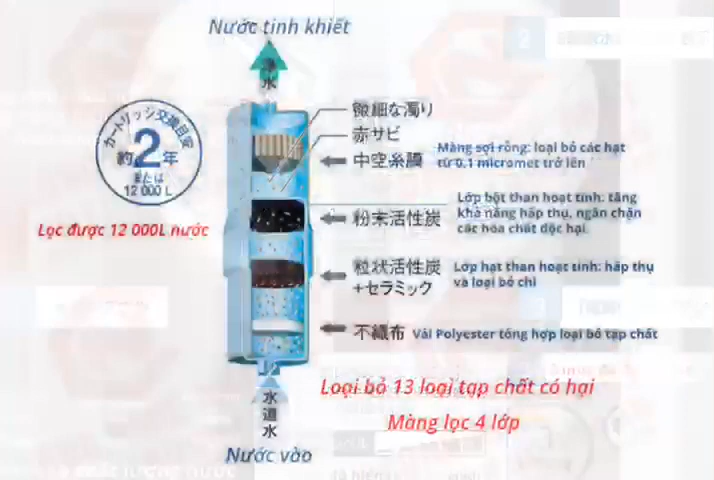 Nước tinh khiết
浄水
微細な濁り
赤サビ
中空糸膜
Màng sợi rỗng: loại bỏ các hạt
từ 0,1 micromet trở lên
カートリッジ交換目安
約2年
または
12 000 L
Lọc được 12 000L nước
粉末活性炭
Lớp bột than hoạt tính: tăng
khả năng hấp thụ, ngăn chặn
các hóa chất độc hại.
粒状活性炭
+セラミック
Lớp hạt than hoạt tính: hấp thụ
và loại bỏ chì
不織布
Vải Polyester tổng hợp loại bỏ tạp chất
Loại bỏ 13 loại tạp chất có hại
Màng lọc 4 lớp
水道水
Nước vào